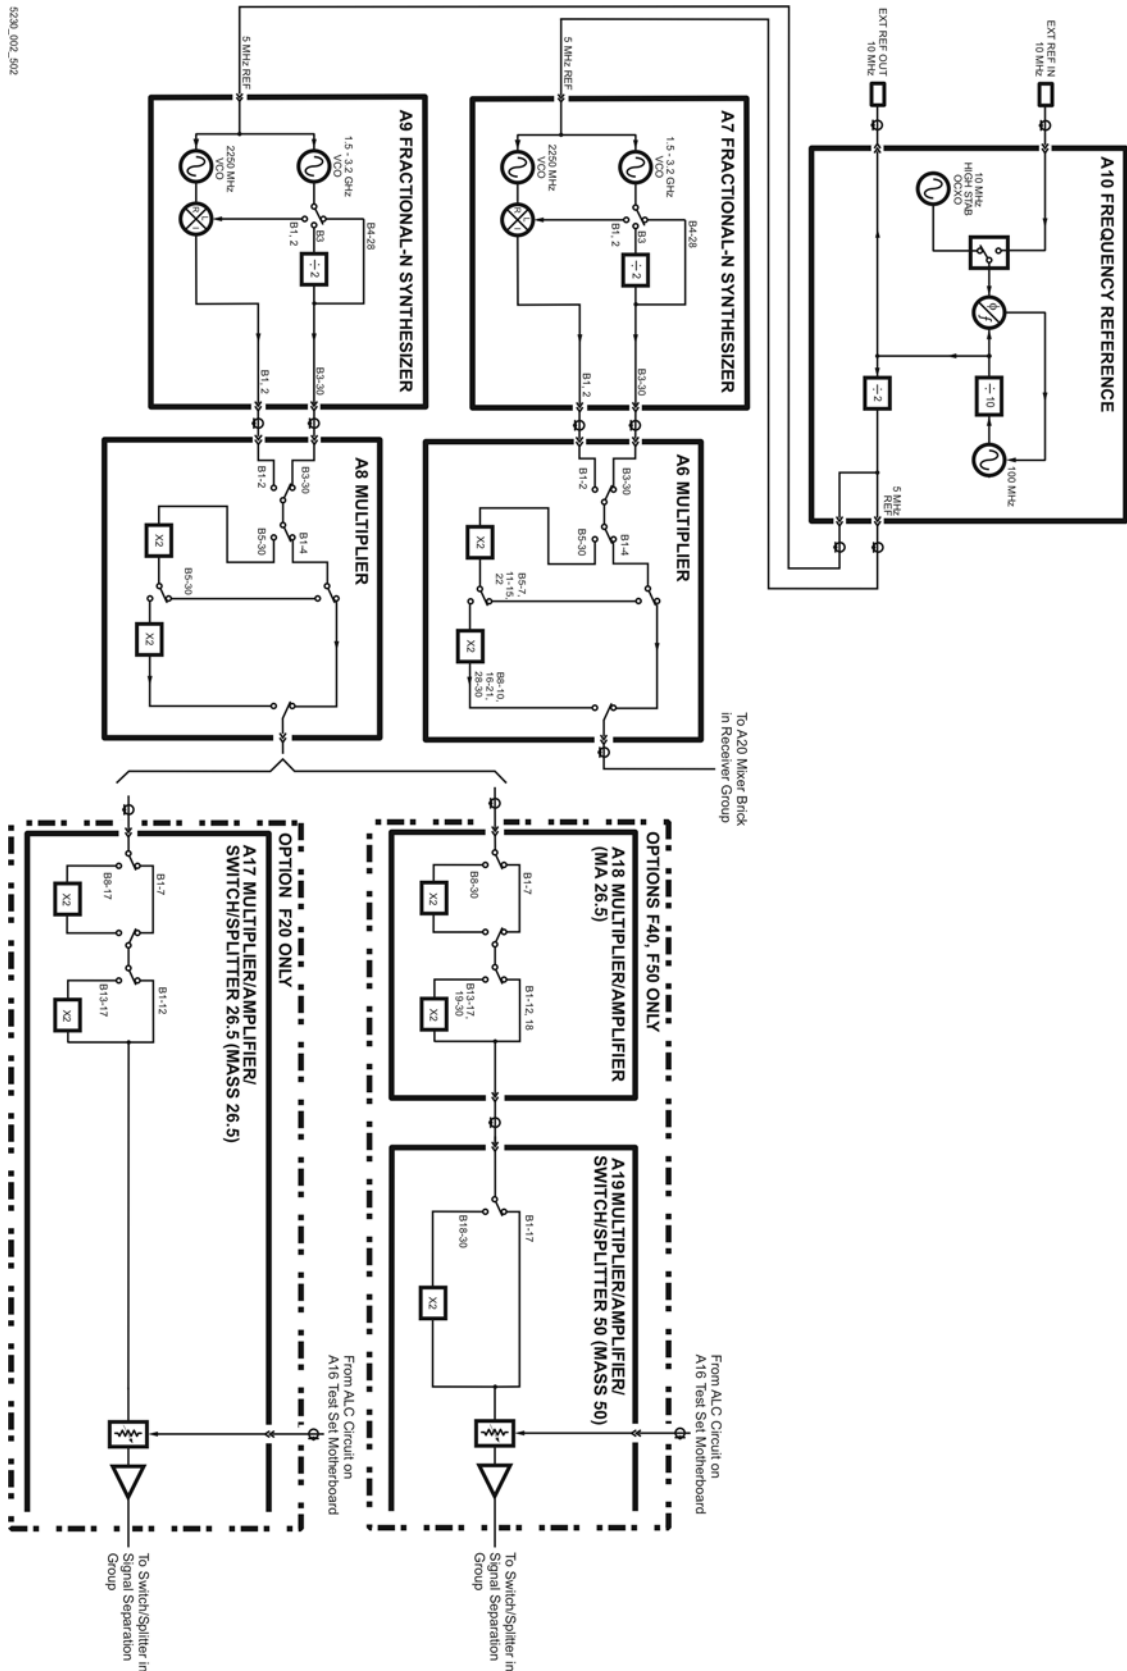 EXT REF IN
10 MHz
EXT REF OUT
10 MHz
A10 FREQUENCY REFERENCE
10 MHz
HIGH STAB
OCXO
ϕ
f
÷ 10
100 MHz
÷ 2
5 MHz
REF
5 MHz REF
A7 FRACTIONAL-N SYNTHESIZER
1.5 - 3.2 GHz
VCO
2250 MHz
VCO
R
L
I
B4-28
B3
B1, 2
÷ 2
B3-30
B1, 2
A6 MULTIPLIER
B3-30
B1-2
B1-4
B5-30
X2
B5-7,
11-15,
22
X2
B8-10,
16-21,
28-30
To A20 Mixer Brick
in Receiver Group
5 MHz REF
A9 FRACTIONAL-N SYNTHESIZER
1.5 - 3.2 GHz
VCO
2250 MHz
VCO
R
L
I
B4-28
B3
B1, 2
÷ 2
B3-30
B1, 2
A8 MULTIPLIER
B3-30
B1-2
B1-4
B5-30
X2
B5-30
X2
OPTIONS F40, F50 ONLY
A18 MULTIPLIER/AMPLIFIER
(MA 26.5)
B1-7
B8-30
X2
B1-12, 18
B13-17,
19-30
X2
A19 MULTIPLIER/AMPLIFIER/
SWITCH/SPLITTER 50 (MASS 50)
B1-17
B18-30
X2
From ALC Circuit on
A16 Test Set Motherboard
To Switch/Splitter in
Signal Separation
Group
OPTION F20 ONLY
A17 MULTIPLIER/AMPLIFIER/
SWITCH/SPLITTER 26.5 (MASS 26.5)
B1-7
B8-17
X2
B1-12
B13-17
X2
From ALC Circuit on
A16 Test Set Motherboard
To Switch/Splitter in
Signal Separation
Group
5230_002_502